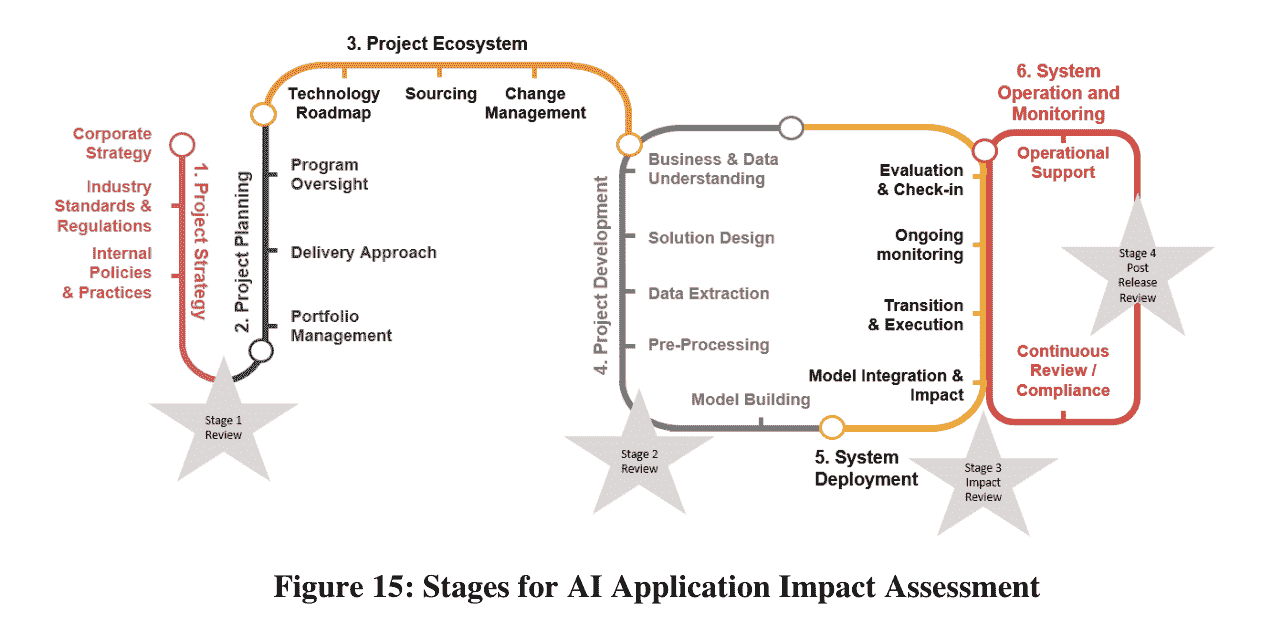 3. Project Ecosystem
Technology
Roadmap
Sourcing
Change
Management
Corporate
Strategy
Industry
Standards &
Regulations
Internal
Policies
& Practices
1. Project Strategy
Stage 1
Review
2. Project Planning
Program
Oversight
Delivery Approach
Portfolio
Management
4. Project Development
Business & Data
Understanding
Solution Design
Data Extraction
Pre-Processing
Model Building
Stage 2
Review
5. System
Deployment
Evaluation
& Check-in
Ongoing
monitoring
Transition
& Execution
Model Integration &
Impact
Stage 3
Impact
Review
6. System
Operation and
Monitoring
Operational
Support
Continuous
Review /
Compliance
Stage 4
Post
Release
Review
Figure 15: Stages for AI Application Impact Assessment